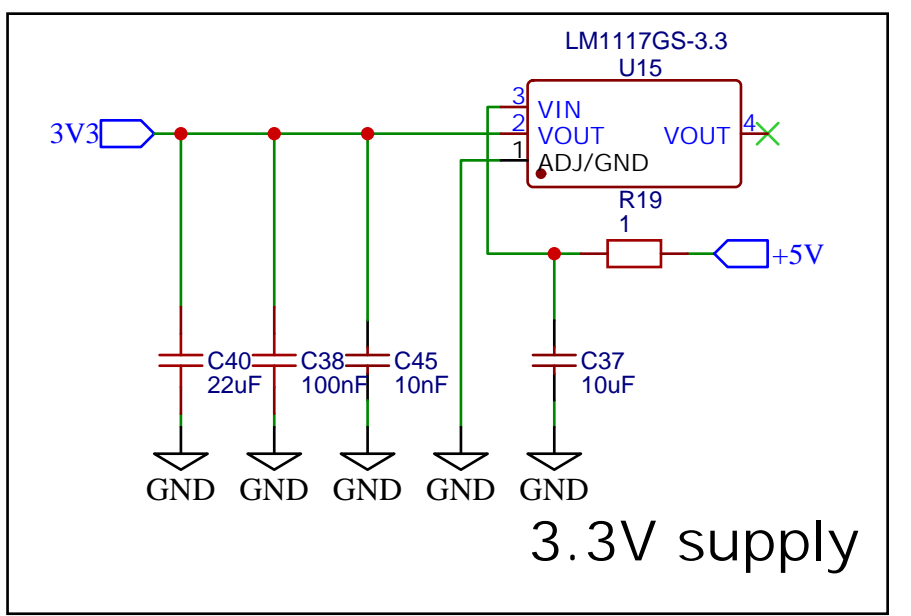 LM1117GS-3.3
U15
3V3
3 VIN
2 VOUT
1 ADJ/GND
VOUT 4
R19
1
+5V
C40
22uF
C38
100nF
C45
10nF
C37
10uF
GND GND GND GND GND
3.3V supply